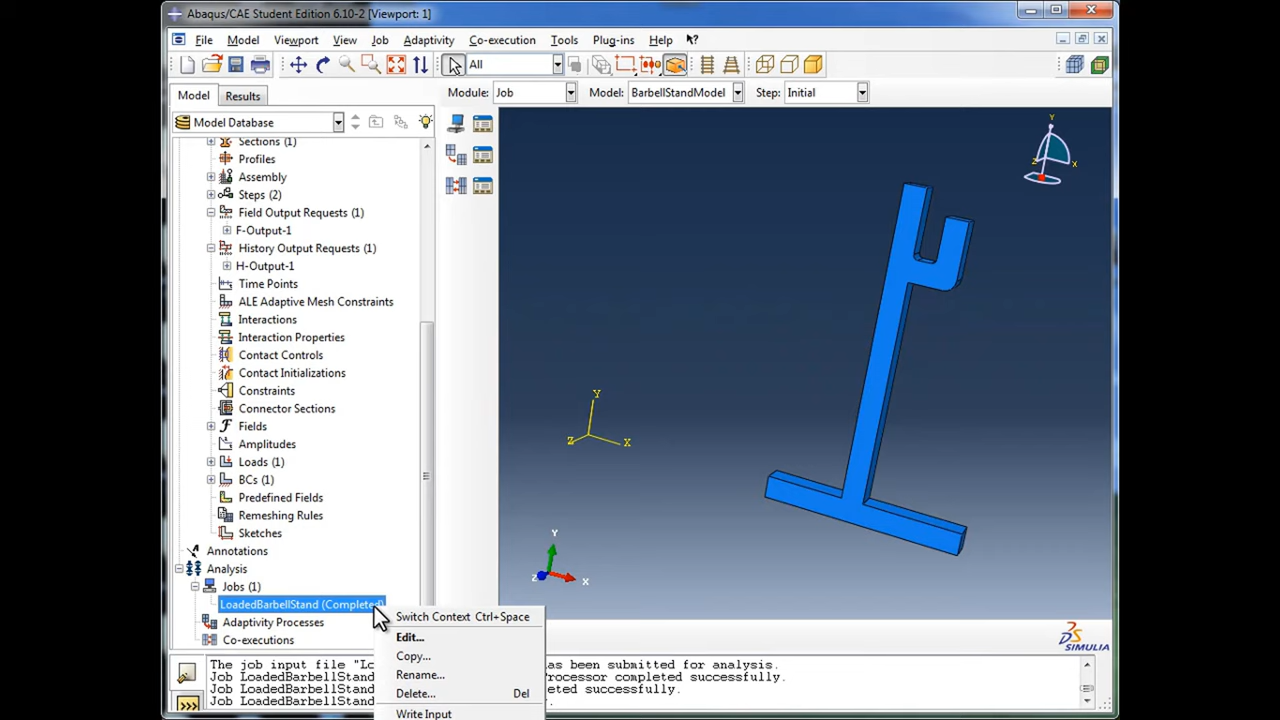 Abaqus/CAE Student Edition 6.10-2 [Viewport: 1]
File Model Viewport View Job Adaptivity Co-execution Tools Plug-ins Help
All
Model Results
Module: Job Model: BarbellStandModel Step: Initial
Model Database
Sections (1)
Profiles
Assembly
Steps (2)
Field Output Requests (1)
F-Output-1
History Output Requests (1)
H-Output-1
Time Points
ALE Adaptive Mesh Constraints
Interactions
Interaction Properties
Contact Controls
Contact Initializations
Constraints
Connector Sections
Fields
Amplitudes
Loads (1)
BCs (1)
Predefined Fields
Remeshing Rules
Sketches
Annotations
Analysis
Jobs (1)
LoadedBarbellStand (Completed)
Adaptivity Processes
Co-executions
Switch Context Ctrl+Space
Edit...
Copy...
Rename...
Delete... Del
Write Input
Y
Z X
Y
Z X
Y
Z X
SIMULIA
The job input file "Lo has been submitted for analysis.
Job LoadedBarbellStand rocessor completed successfully.
Job LoadedBarbellStand eted successfully.
Job LoadedBarbellStand
>>>